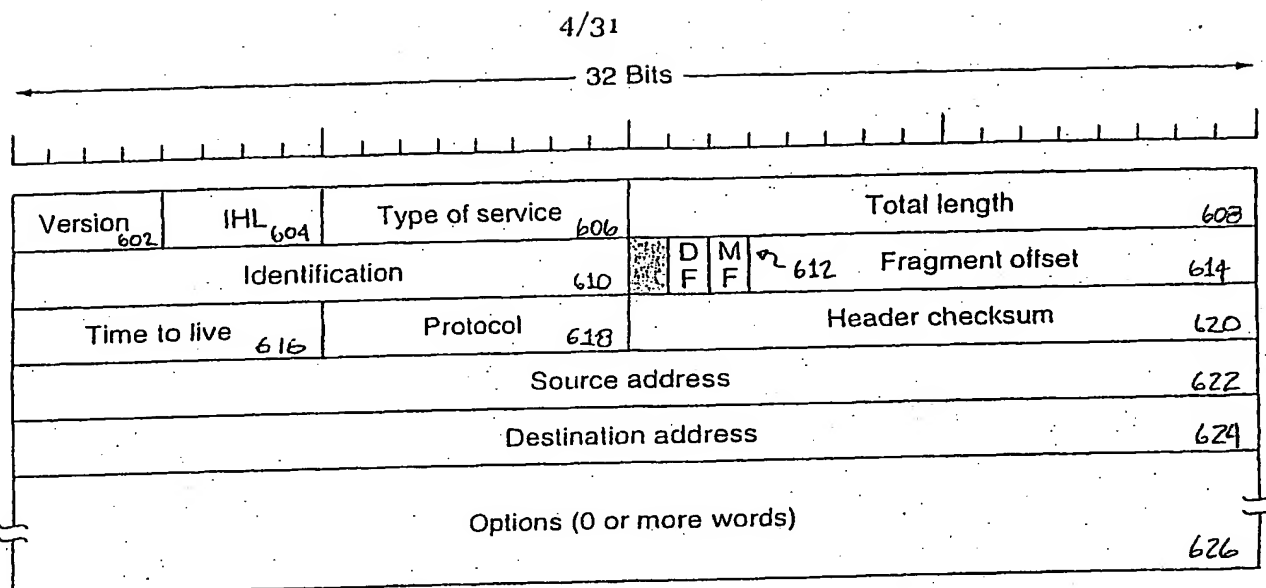 4/31
32 Bits
Version 602 IHL 604 Type of service 606 Total length 608
Identification 610 DF MF 612 Fragment offset 614
Time to live 616 Protocol 618 Header checksum 620
Source address 622
Destination address 624
Options (0 or more words)
626